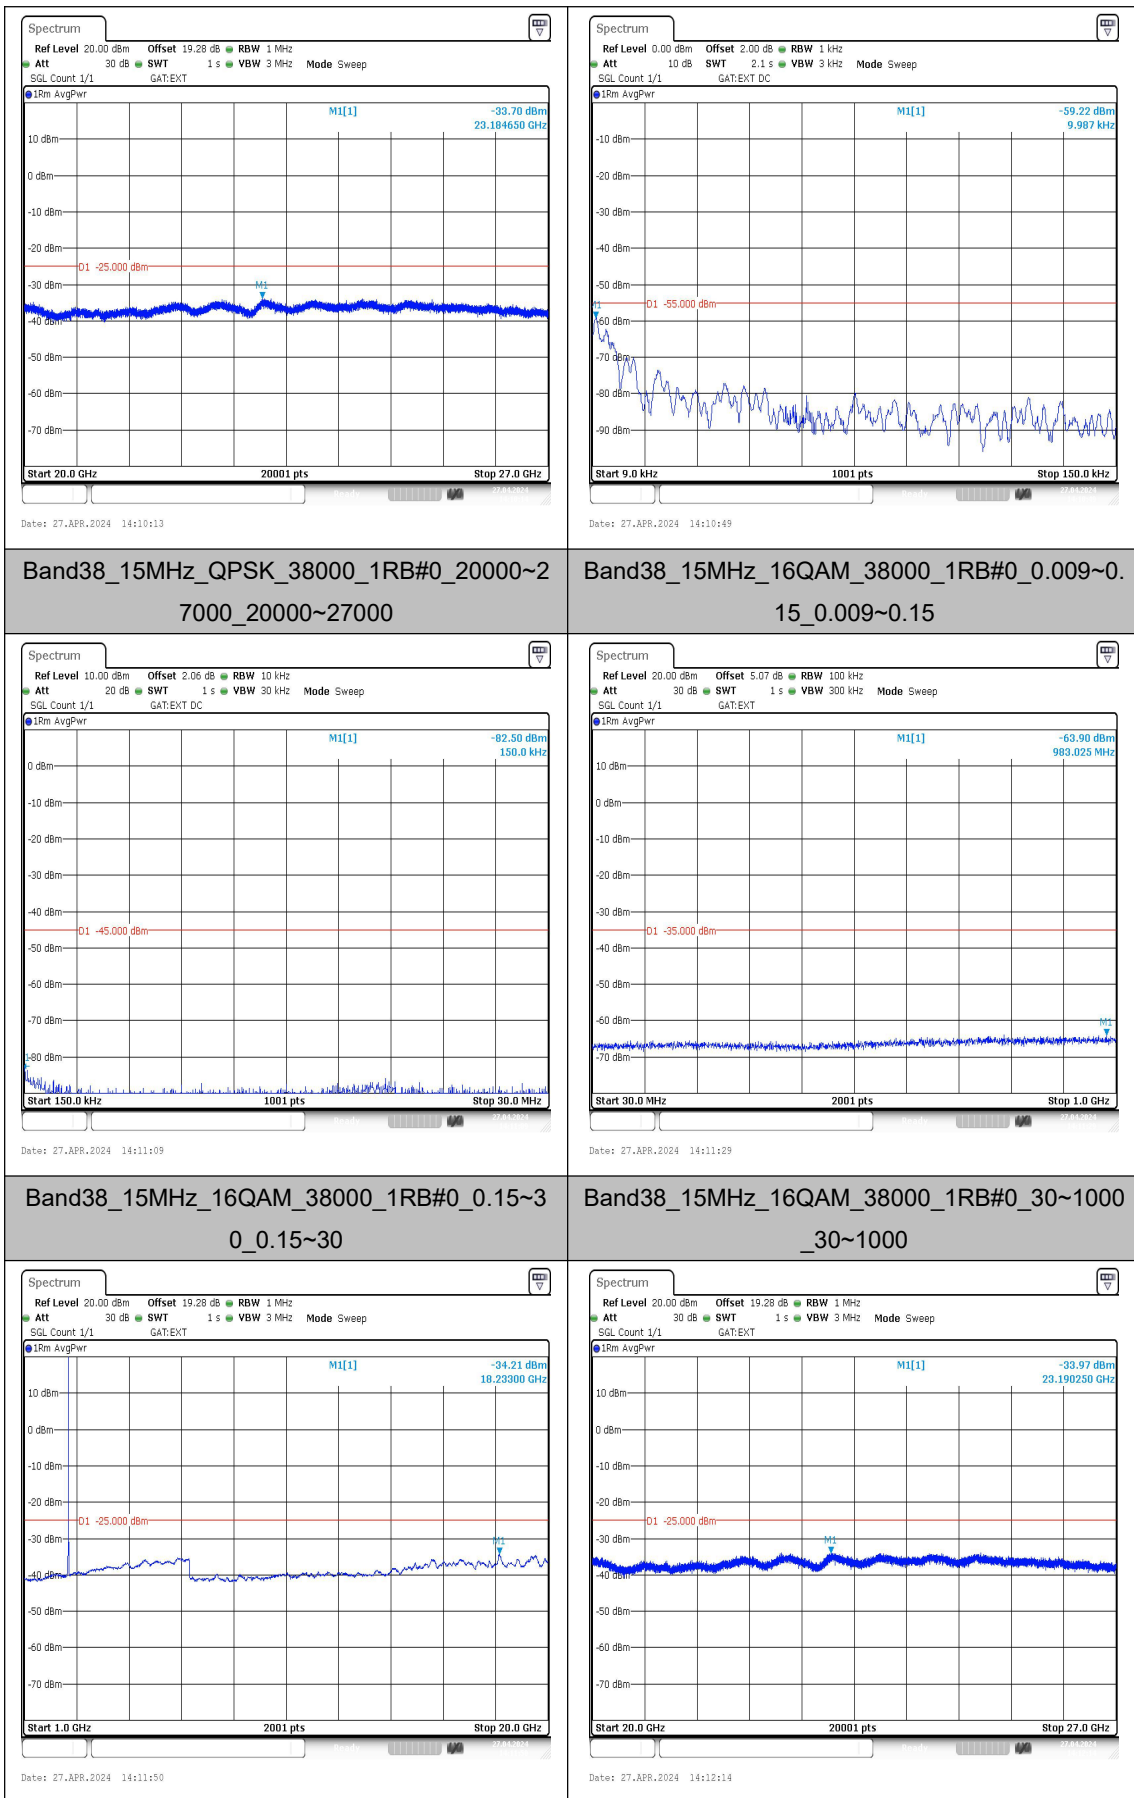 Spectrum
Ref Level 20.00 dBm Offset 19.28 dB RBW 1 MHz
Att 30 dB SWT 1 s VBW 3 MHz Mode Sweep
SGL Count 1/1 GAT:EXT
1Rm AvgPwr
M1[1] -33.70 dBm
23.184650 GHz
10 dBm
0 dBm
-10 dBm
-20 dBm
D1 -25.000 dBm
M1
-30 dBm
-40 dBm
-50 dBm
-60 dBm
-70 dBm
Start 20.0 GHz 20001 pts Stop 27.0 GHz
Date: 27.APR.2024 14:10:13
Spectrum
Ref Level 0.00 dBm Offset 2.00 dB RBW 1 kHz
Att 10 dB SWT 2.1 s VBW 3 kHz Mode Sweep
SGL Count 1/1 GAT:EXT DC
1Rm AvgPwr
M1[1] -59.22 dBm
9.987 kHz
-10 dBm
-20 dBm
-30 dBm
-40 dBm
-50 dBm
D1 -55.000 dBm
-60 dBm
-70 dBm
-80 dBm
-90 dBm
Start 9.0 kHz 1001 pts Stop 150.0 kHz
Date: 27.APR.2024 14:10:49
Band38_15MHz_QPSK_38000_1RB#0_20000~2
7000_20000~27000
Band38_15MHz_16QAM_38000_1RB#0_0.009~0.
15_0.009~0.15
Spectrum
Ref Level 10.00 dBm Offset 2.06 dB RBW 10 kHz
Att 20 dB SWT 1 s VBW 30 kHz Mode Sweep
SGL Count 1/1 GAT:EXT DC
1Rm AvgPwr
M1[1] -82.50 dBm
150.0 kHz
0 dBm
-10 dBm
-20 dBm
-30 dBm
-40 dBm
D1 -45.000 dBm
-50 dBm
-60 dBm
-70 dBm
-80 dBm
Start 150.0 kHz 1001 pts Stop 30.0 MHz
Date: 27.APR.2024 14:11:09
Spectrum
Ref Level 20.00 dBm Offset 5.07 dB RBW 100 kHz
Att 30 dB SWT 1 s VBW 300 kHz Mode Sweep
SGL Count 1/1 GAT:EXT
1Rm AvgPwr
M1[1] -63.90 dBm
983.025 MHz
10 dBm
0 dBm
-10 dBm
-20 dBm
-30 dBm
D1 -35.000 dBm
-40 dBm
-50 dBm
-60 dBm
M1
-70 dBm
Start 30.0 MHz 2001 pts Stop 1.0 GHz
Date: 27.APR.2024 14:11:29
Band38_15MHz_16QAM_38000_1RB#0_0.15~3
0_0.15~30
Band38_15MHz_16QAM_38000_1RB#0_30~1000
_30~1000
Spectrum
Ref Level 20.00 dBm Offset 19.28 dB RBW 1 MHz
Att 30 dB SWT 1 s VBW 3 MHz Mode Sweep
SGL Count 1/1 GAT:EXT
1Rm AvgPwr
M1[1] -34.21 dBm
18.23300 GHz
10 dBm
0 dBm
-10 dBm
-20 dBm
D1 -25.000 dBm
-30 dBm
M1
-40 dBm
-50 dBm
-60 dBm
-70 dBm
Start 1.0 GHz 2001 pts Stop 20.0 GHz
Date: 27.APR.2024 14:11:50
Spectrum
Ref Level 20.00 dBm Offset 19.28 dB RBW 1 MHz
Att 30 dB SWT 1 s VBW 3 MHz Mode Sweep
SGL Count 1/1 GAT:EXT
1Rm AvgPwr
M1[1] -33.97 dBm
23.190250 GHz
10 dBm
0 dBm
-10 dBm
-20 dBm
D1 -25.000 dBm
-30 dBm
M1
-40 dBm
-50 dBm
-60 dBm
-70 dBm
Start 20.0 GHz 20001 pts Stop 27.0 GHz
Date: 27.APR.2024 14:12:14